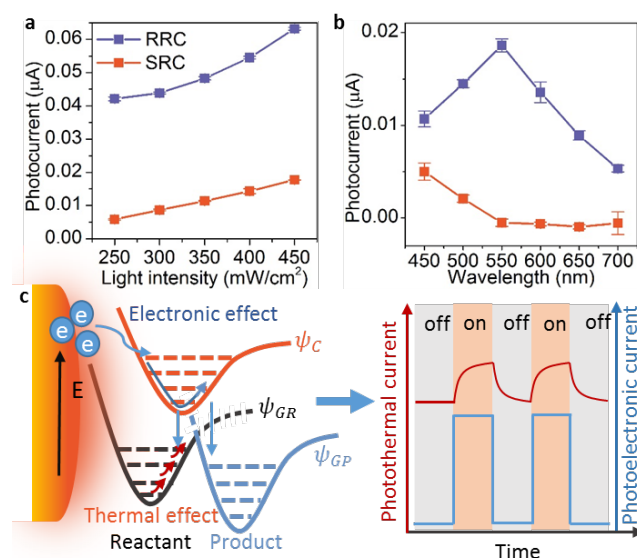 a
RRC
SRC
Photocurrent (μA)
0.06
0.05
0.04
0.03
0.02
0.01
0.00
250 300 350 400 450
Light intensity (mW/cm²)
b
Photocurrent (μA)
0.02
0.01
0.00
450 500 550 600 650 700
Wavelength (nm)
c
e
e
e
E
Electronic effect
ψ_C
ψ_GR
ψ_GP
Thermal effect
Reactant Product
Photothermal current
off on off on off
Photoelectronic current
Time